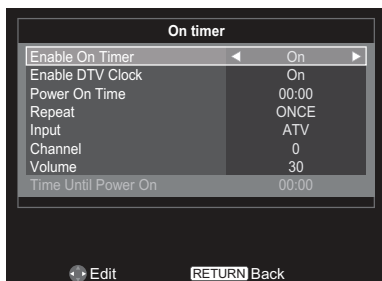 On timer
Enable On Timer On
Enable DTV Clock On
Power On Time 00:00
Repeat ONCE
Input ATV
Channel 0
Volume 30
Time Until Power On 00:00
Edit RETURN Back